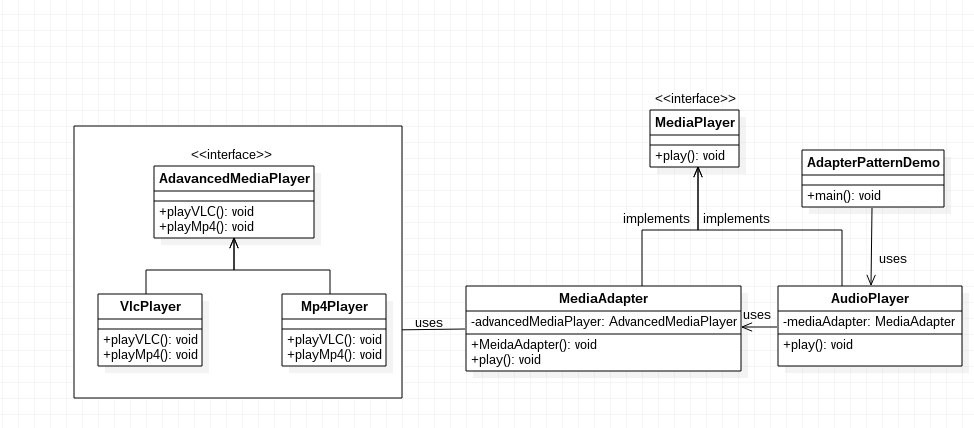 <<interface>>
MediaPlayer
+play(): void
AdapterPatternDemo
+main(): void
<<interface>>
AdavancedMediaPlayer
+playVLC(): void
+playMp4(): void
implements
implements
uses
VlcPlayer
+playVLC(): void
+playMp4(): void
Mp4Player
+playVLC(): void
+playMp4(): void
uses
MediaAdapter
-advancedMediaPlayer: AdvancedMediaPlayer
+MeidaAdapter(): void
+play(): void
uses
AudioPlayer
-mediaAdapter: MediaAdapter
+play(): void